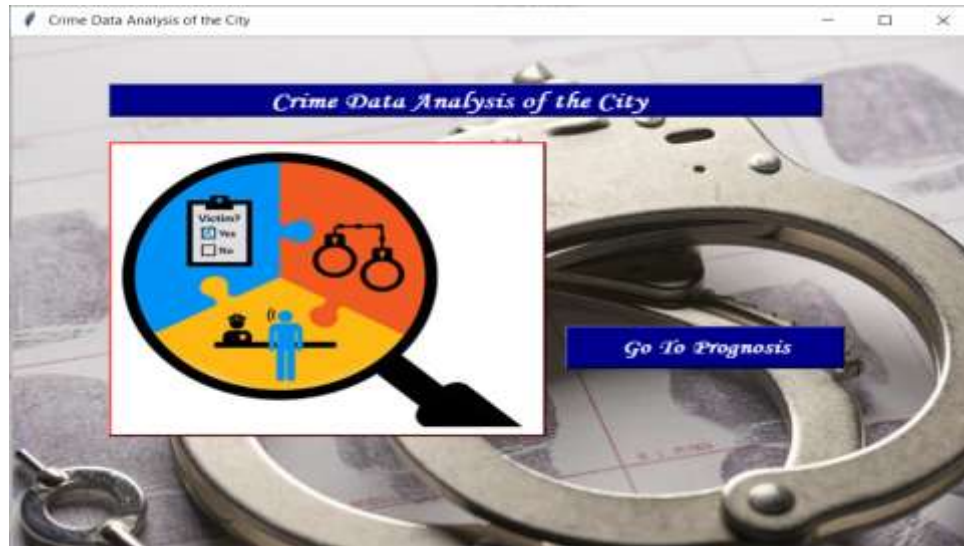 Crime Data Analysis of the City
Crime Data Analysis of the City
Victim?
Yes
No
Go To Prognosis